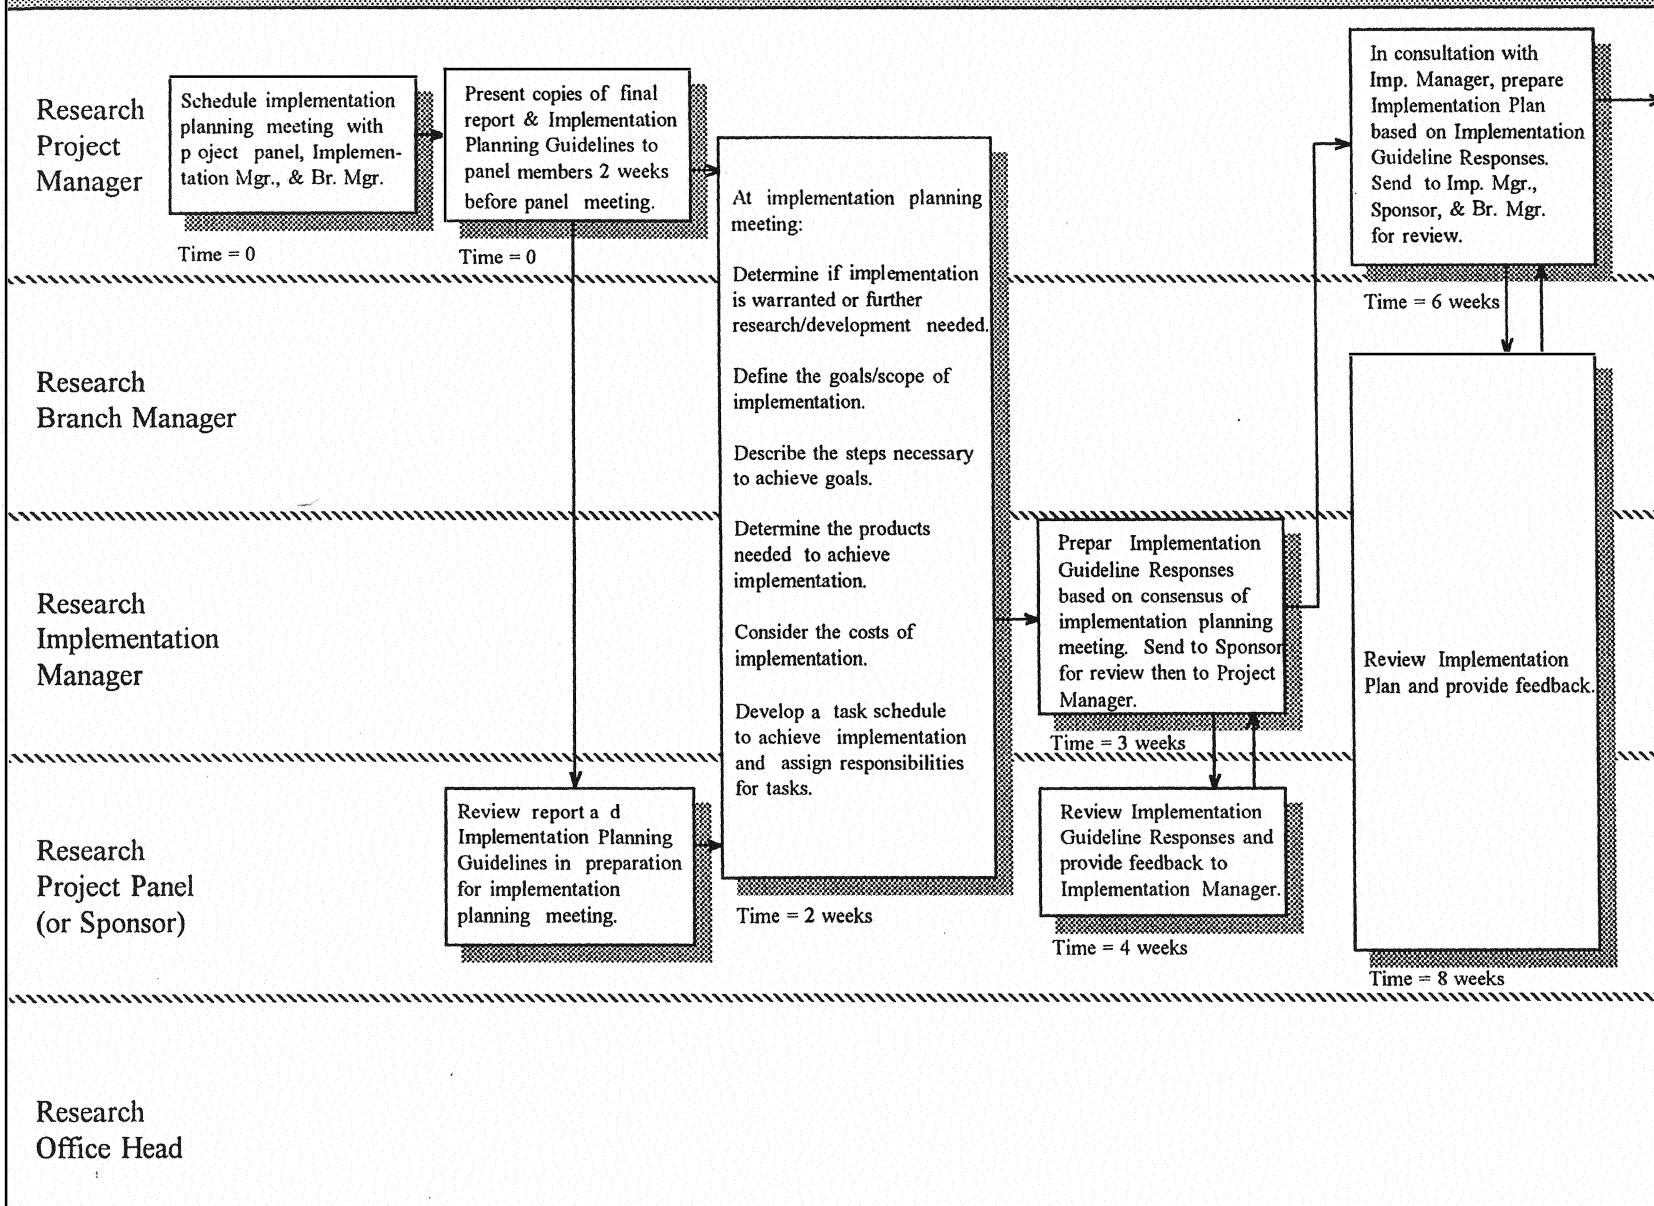 Research
Project
Manager
Schedule implementation
planning meeting with
p oject panel, Implemen-
tation Mgr., & Br. Mgr.
Time = 0
Present copies of final
report & Implementation
Planning Guidelines to
panel members 2 weeks
before panel meeting.
Time = 0
At implementation planning
meeting:
Determine if implementation
is warranted or further
research/development needed.
Define the goals/scope of
implementation.
Describe the steps necessary
to achieve goals.
Determine the products
needed to achieve
implementation.
Consider the costs of
implementation.
Develop a task schedule
to achieve implementation
and assign responsibilities
for tasks.
Time = 2 weeks
In consultation with
Imp. Manager, prepare
Implementation Plan
based on Implementation
Guideline Responses.
Send to Imp. Mgr.,
Sponsor, & Br. Mgr.
for review.
Time = 6 weeks
Research
Branch Manager
Research
Implementation
Manager
Prepar Implementation
Guideline Responses
based on consensus of
implementation planning
meeting. Send to Sponsor
for review then to Project
Manager.
Time = 3 weeks
Review Implementation
Plan and provide feedback.
Time = 8 weeks
Research
Project Panel
(or Sponsor)
Review report a d
Implementation Planning
Guidelines in preparation
for implementation
planning meeting.
Review Implementation
Guideline Responses and
provide feedback to
Implementation Manager.
Time = 4 weeks
Research
Office Head